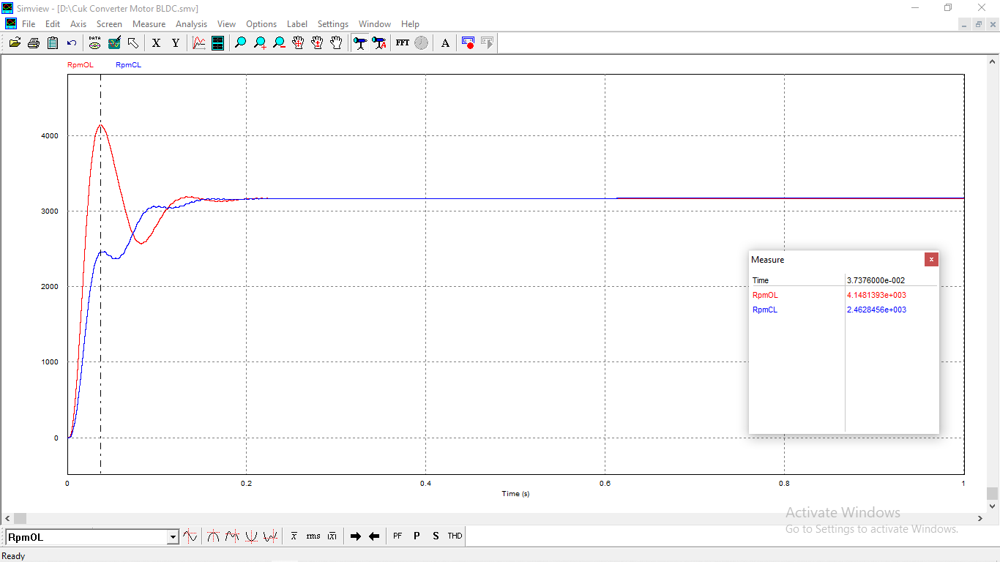 Simview - [D:\Cuk Converter Motor BLDC.smv]
File Edit Axis Screen Measure Analysis View Options Label Settings Window Help
DATA X Y FFT A
RpmOL RpmCL
4000
3000
2000
1000
0
0 0.2 0.4 0.6 0.8 1
Time (s)
Measure x
Time 3.7376000e-002
RpmOL 4.1481393e+003
RpmCL 2.4628456e+003
Activate Windows
Go to Settings to activate Windows.
RpmOL x rms |x| PF P S THD
Ready